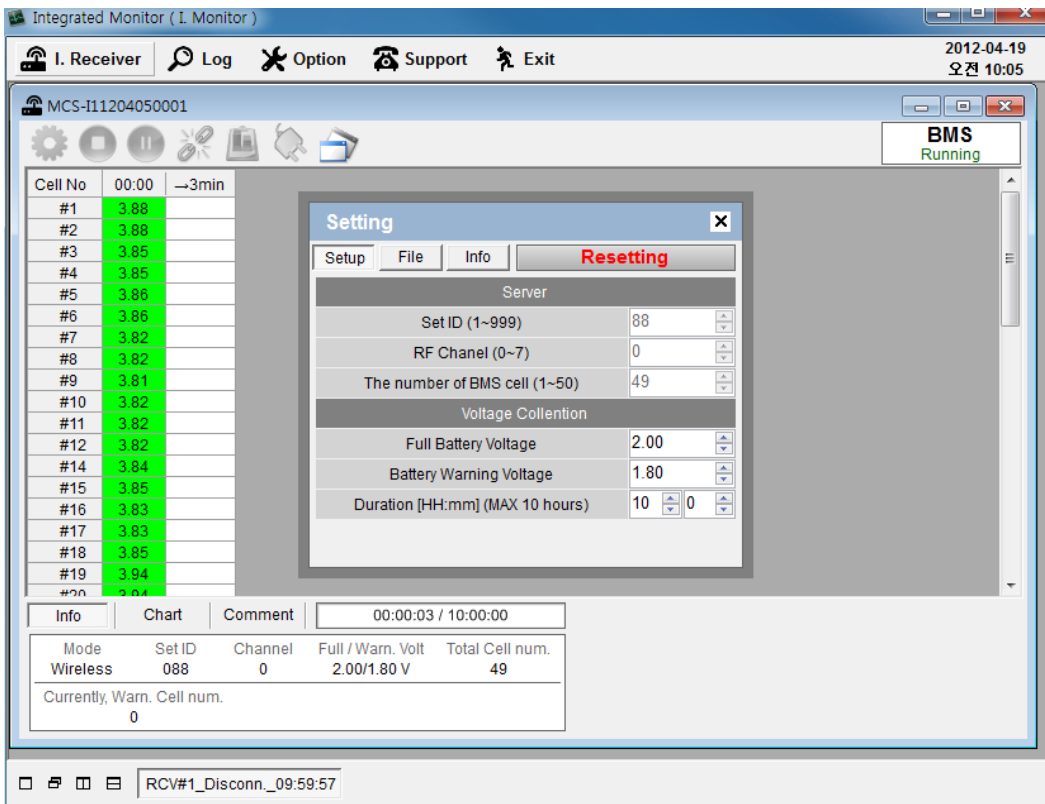 Integrated Monitor ( I. Monitor )
I. Receiver Log Option Support Exit
2012-04-19
오전 10:05
MCS-I11204050001
BMS
Running
Cell No 00:00 →3min
#1 3.88
#2 3.88
#3 3.85
#4 3.85
#5 3.86
#6 3.86
#7 3.82
#8 3.82
#9 3.81
#10 3.82
#11 3.82
#12 3.82
#14 3.84
#15 3.85
#16 3.83
#17 3.83
#18 3.85
#19 3.94
#20 3.94
Setting
Setup File Info Resetting
Server
Set ID (1~999) 88
RF Chanel (0~7) 0
The number of BMS cell (1~50) 49
Voltage Collention
Full Battery Voltage 2.00
Battery Warning Voltage 1.80
Duration [HH:mm] (MAX 10 hours) 10 0
Info Chart Comment 00:00:03 / 10:00:00
Mode Set ID Channel Full / Warn. Volt Total Cell num.
Wireless 088 0 2.00/1.80 V 49
Currently, Warn. Cell num.
0
RCV#1_Disconn._09:59:57